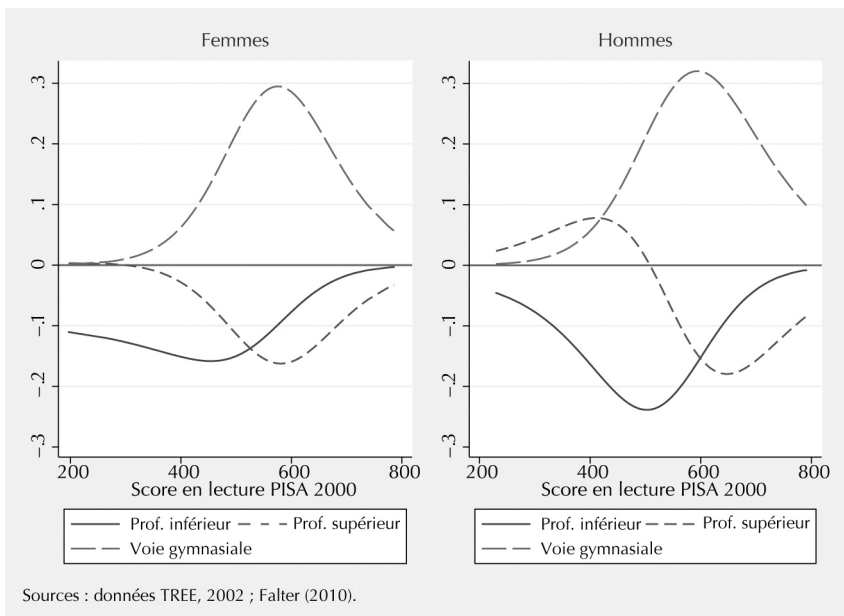 Femmes
Hommes
.3
.2
.1
0
–.1
–.2
–.3
200 400 600 800
Score en lecture PISA 2000
.3
.2
.1
0
–.1
–.2
–.3
200 400 600 800
Score en lecture PISA 2000
Prof. inférieur Prof. supérieur
Voie gymnasiale
Prof. inférieur Prof. supérieur
Voie gymnasiale
Sources : données TREE, 2002 ; Falter (2010).